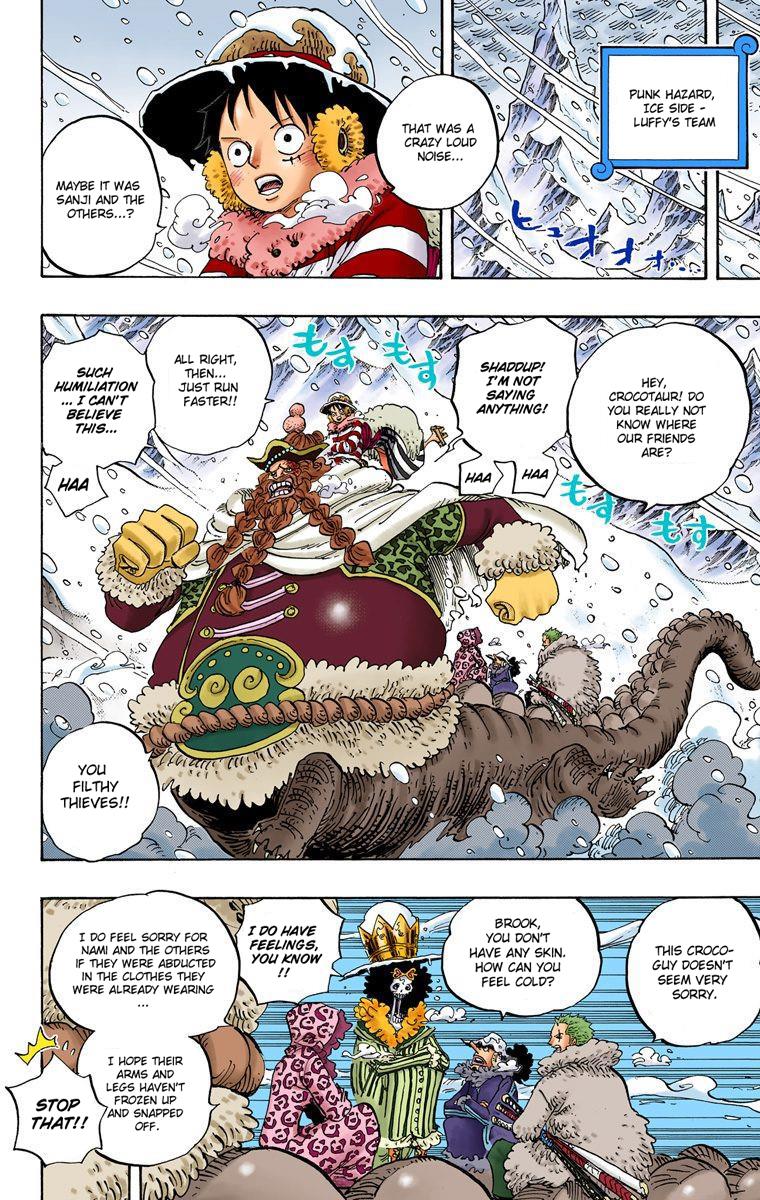 PUNK HAZARD,
ICE SIDE -
LUFFY'S TEAM
ヒュオオオ...
THAT WAS A
CRAZY LOUD
NOISE...
MAYBE IT WAS
SANJI AND THE
OTHERS...?
HEY,
CROCOTAUR! DO
YOU REALLY NOT
KNOW WHERE
OUR FRIENDS
ARE?
SHADDUP!
I'M NOT
SAYING
ANYTHING!
HAA
HAA
もす
もす
もす
もす
ALL RIGHT,
THEN...
JUST RUN
FASTER!!
SUCH
HUMILIATION
... I CAN'T
BELIEVE
THIS...
HAA
YOU
FILTHY
THIEVES!!
THIS CROCO-
GUY DOESN'T
SEEM VERY
SORRY.
BROOK,
YOU DON'T
HAVE ANY SKIN.
HOW CAN YOU
FEEL COLD?
I DO HAVE
FEELINGS,
YOU KNOW
!!
I DO FEEL SORRY FOR
NAMI AND THE OTHERS
IF THEY WERE ABDUCTED
IN THE CLOTHES THEY
WERE ALREADY WEARING
...
I HOPE THEIR
ARMS AND
LEGS HAVEN'T
FROZEN UP
AND SNAPPED
OFF.
STOP
THAT!!